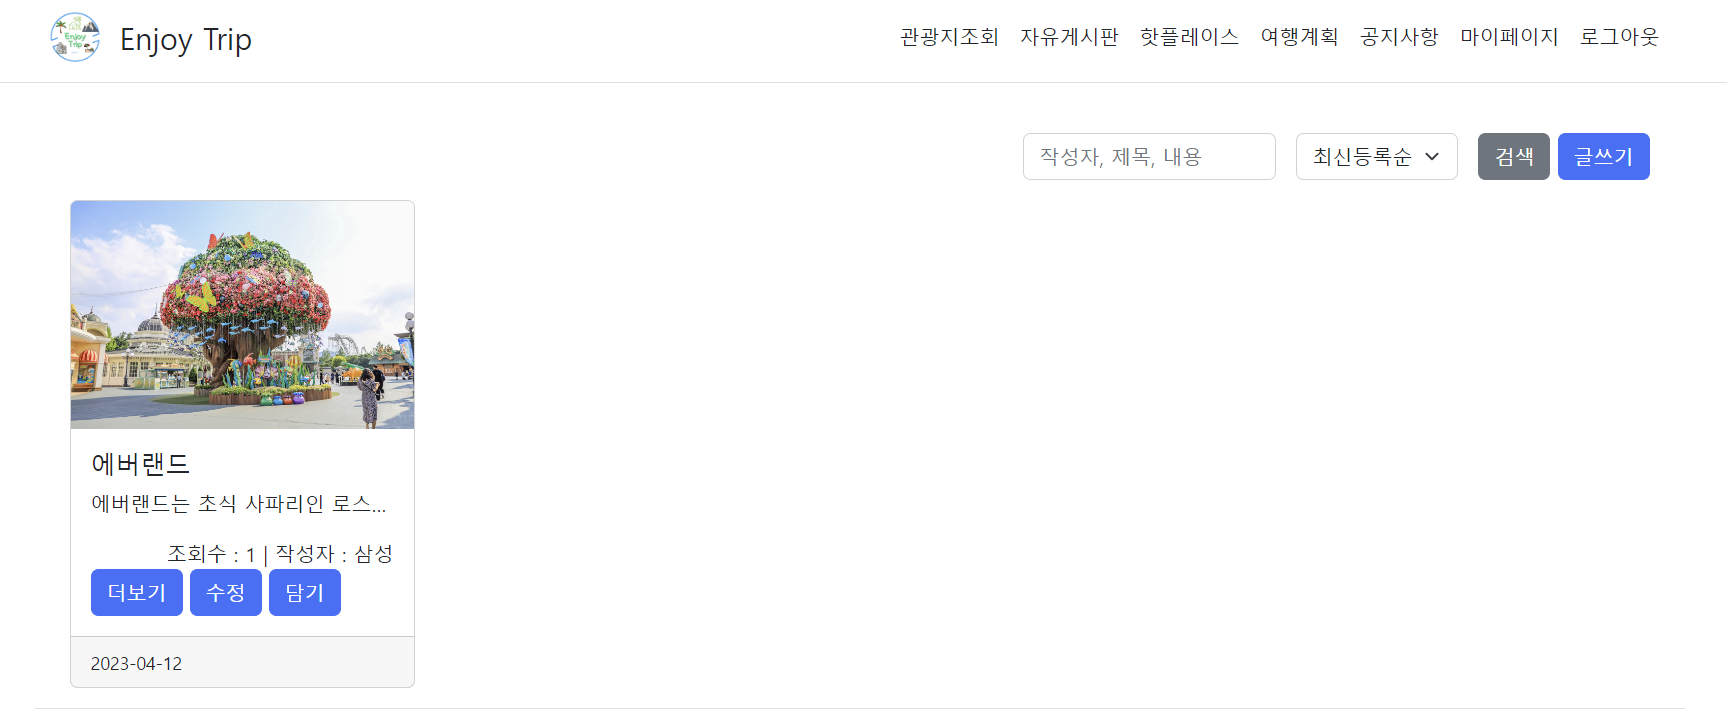 Enjoy Trip
Enjoy Trip
관광지조회 자유게시판 핫플레이스 여행계획 공지사항 마이페이지 로그아웃
작성자, 제목, 내용 최신등록순 검색 글쓰기
에버랜드
에버랜드는 초식 사파리인 로스...
조회수 : 1 | 작성자 : 삼성
더보기 수정 담기
2023-04-12